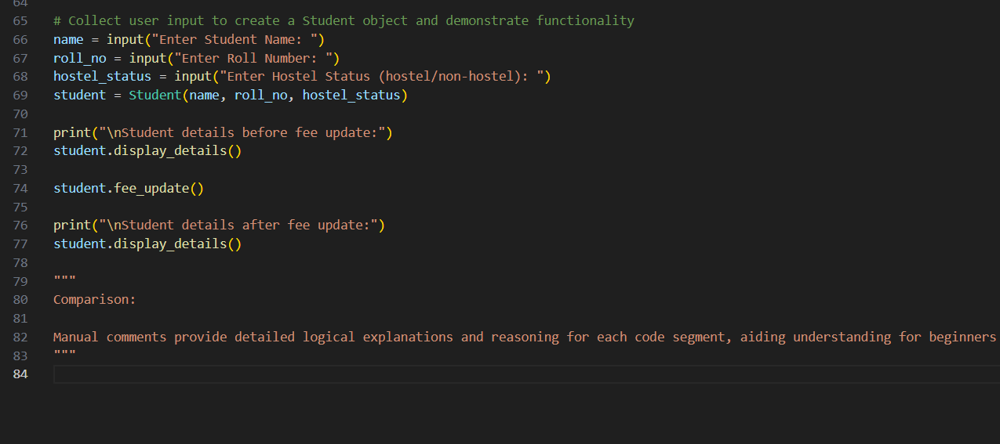 64
65 # Collect user input to create a Student object and demonstrate functionality
66 name = input("Enter Student Name: ")
67 roll_no = input("Enter Roll Number: ")
68 hostel_status = input("Enter Hostel Status (hostel/non-hostel): ")
69 student = Student(name, roll_no, hostel_status)
70
71 print("\nStudent details before fee update:")
72 student.display_details()
73
74 student.fee_update()
75
76 print("\nStudent details after fee update:")
77 student.display_details()
78
79 """
80 Comparison:
81
82 Manual comments provide detailed logical explanations and reasoning for each code segment, aiding understanding for beginners
83 """
84